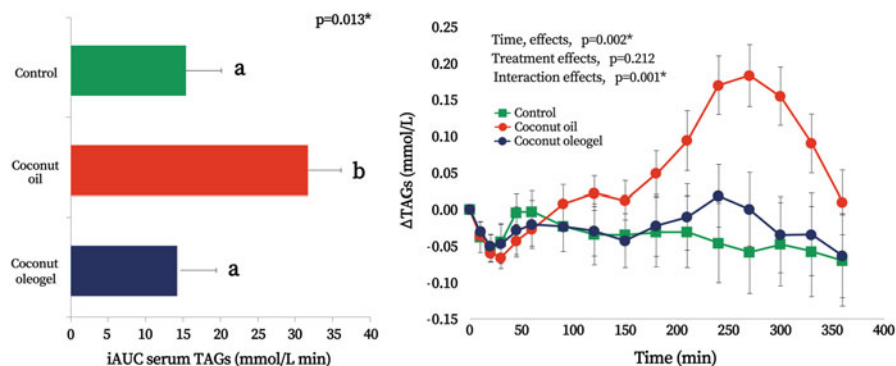 p=0.013*
Control
a
Coconut
oil
b
Coconut
oleogel
a
0 5 10 15 20 25 30 35 40
iAUC serum TAGs (mmol/L min)
0.25
0.20
0.15
0.10
0.05
0.00
-0.05
-0.10
-0.15
ΔTAGs (mmol/L)
Time, effects, p=0.002*
Treatment effects, p=0.212
Interaction effects, p=0.001*
Control
Coconut oil
Coconut oleogel
0 50 100 150 200 250 300 350 400
Time (min)